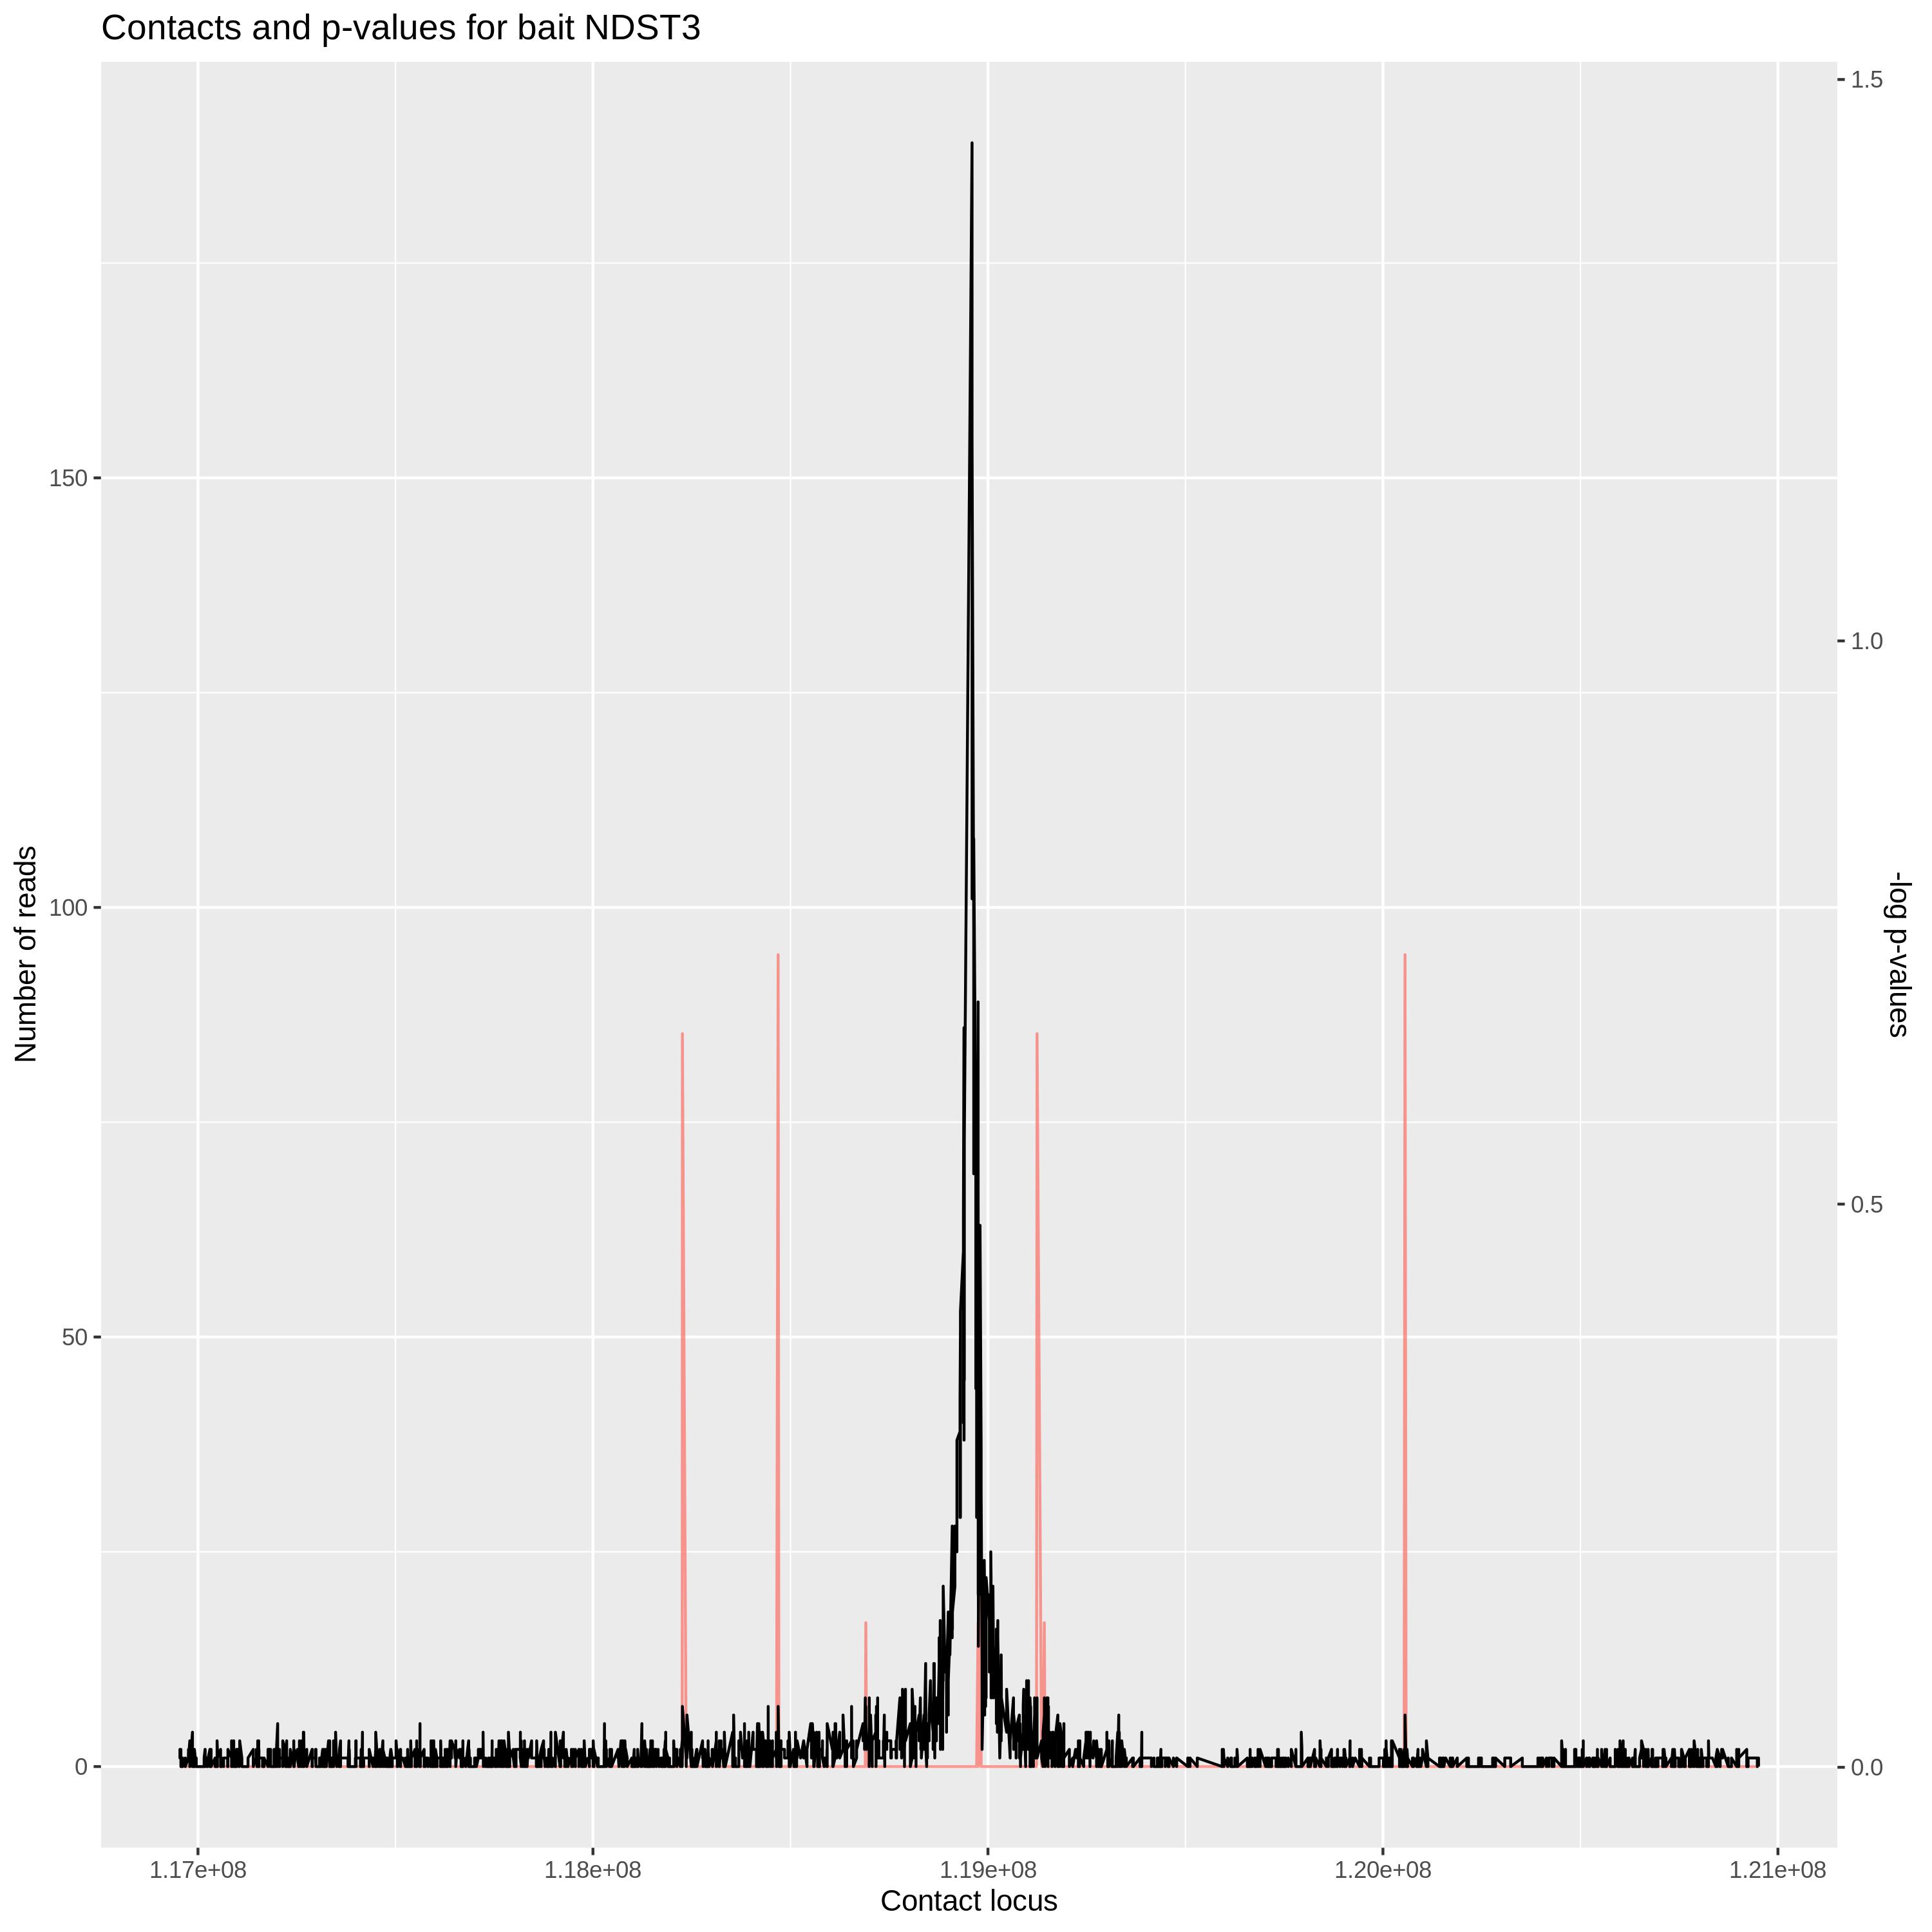 Contacts and p-values for bait NDST3
1.5
150
1.0
Number of reads
100
-log p-values
0.5
50
0
0.0
1.17e+08
1.18e+08
1.19e+08
1.20e+08
1.21e+08
Contact locus